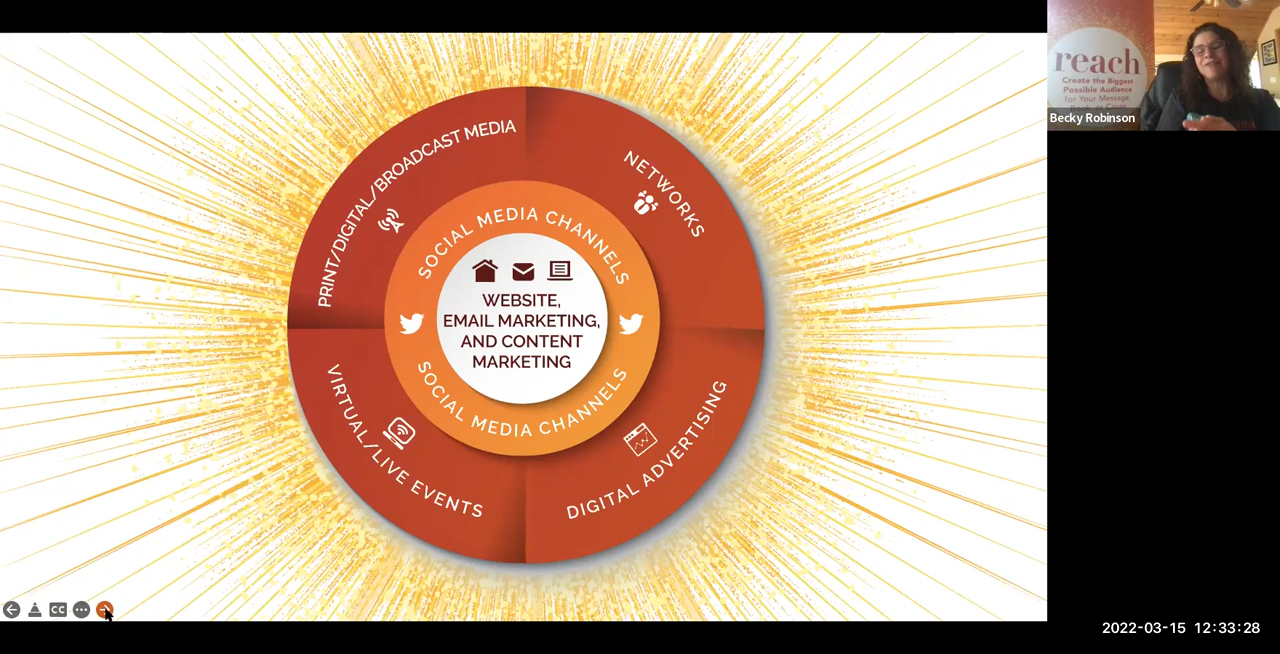 PRINT/DIGITAL/BROADCAST MEDIA
NETWORKS
SOCIAL MEDIA CHANNELS
WEBSITE,
EMAIL MARKETING,
AND CONTENT
MARKETING
SOCIAL MEDIA CHANNELS
VIRTUAL/LIVE EVENTS
DIGITAL ADVERTISING
CC
reach
Create the Biggest
Possible Audience
for Your Message,
Becky Robinson
2022-03-15 12:33:28